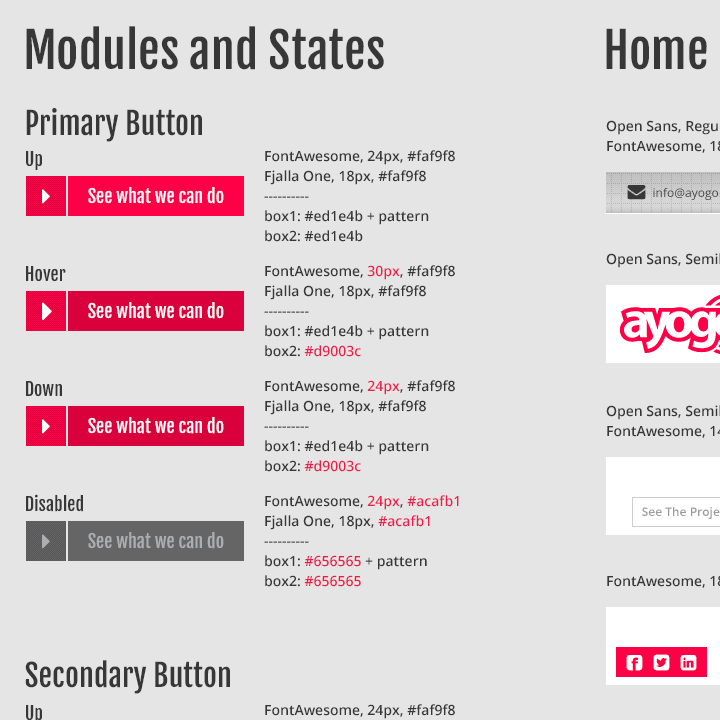 Modules and States
Primary Button
Up
See what we can do
FontAwesome, 24px, #faf9f8
Fjalla One, 18px, #faf9f8
----------
box1: #ed1e4b + pattern
box2: #ed1e4b
Hover
See what we can do
FontAwesome, 30px, #faf9f8
Fjalla One, 18px, #faf9f8
----------
box1: #ed1e4b + pattern
box2: #d9003c
Down
See what we can do
FontAwesome, 24px, #faf9f8
Fjalla One, 18px, #faf9f8
----------
box1: #ed1e4b + pattern
box2: #d9003c
Disabled
See what we can do
FontAwesome, 24px, #acafb1
Fjalla One, 18px, #acafb1
----------
box1: #656565 + pattern
box2: #656565
Secondary Button
Up
FontAwesome, 24px, #faf9f8
Home
Open Sans, Regu
FontAwesome, 18
info@ayogo
Open Sans, Semil
ayogo
Open Sans, Semil
FontAwesome, 14
See The Proje
FontAwesome, 18